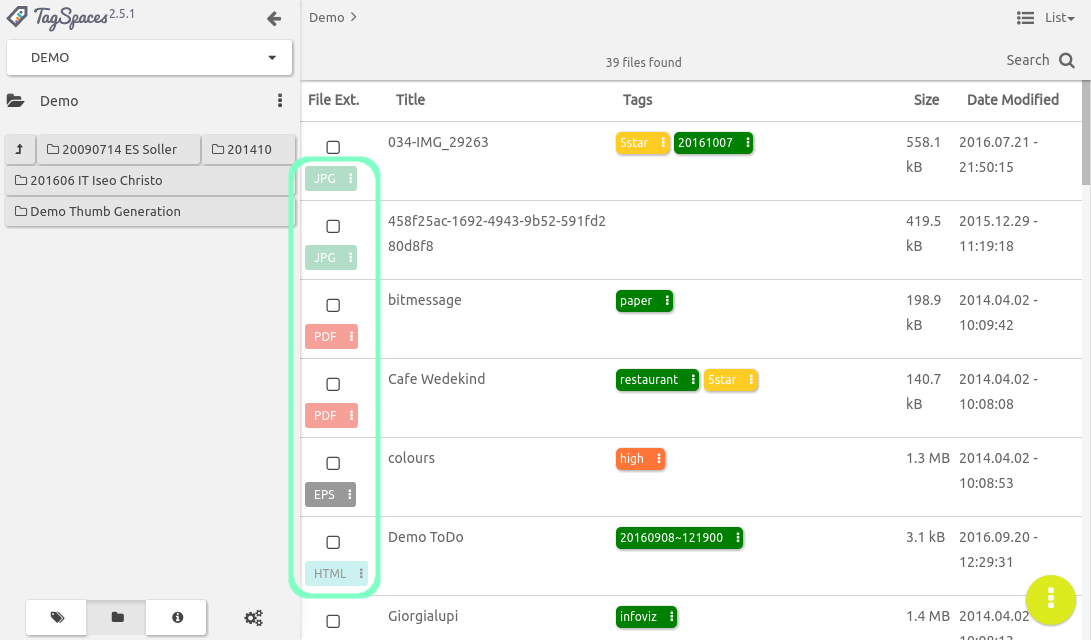 TagSpaces 2.5.1
DEMO
Demo
20090714 ES Soller
201410
201606 IT Iseo Christo
Demo Thumb Generation
Demo
List
39 files found
Search
File Ext. Title Tags Size Date Modified
034-IMG_29263 5star 20161007 558.1 2016.07.21 -
JPG kB 21:50:15
458f25ac-1692-4943-9b52-591fd2 419.5 2015.12.29 -
80d8f8 kB 11:19:18
JPG
bitmessage paper 198.9 2014.04.02 -
PDF kB 10:09:42
Cafe Wedekind restaurant 5star 140.7 2014.04.02 -
PDF kB 10:08:08
colours high 1.3 MB 2014.04.02 -
EPS 10:08:53
Demo ToDo 20160908~121900 3.1 kB 2016.09.20 -
HTML 12:29:31
Giorgialupi infoviz 1.4 MB 2014.04.02